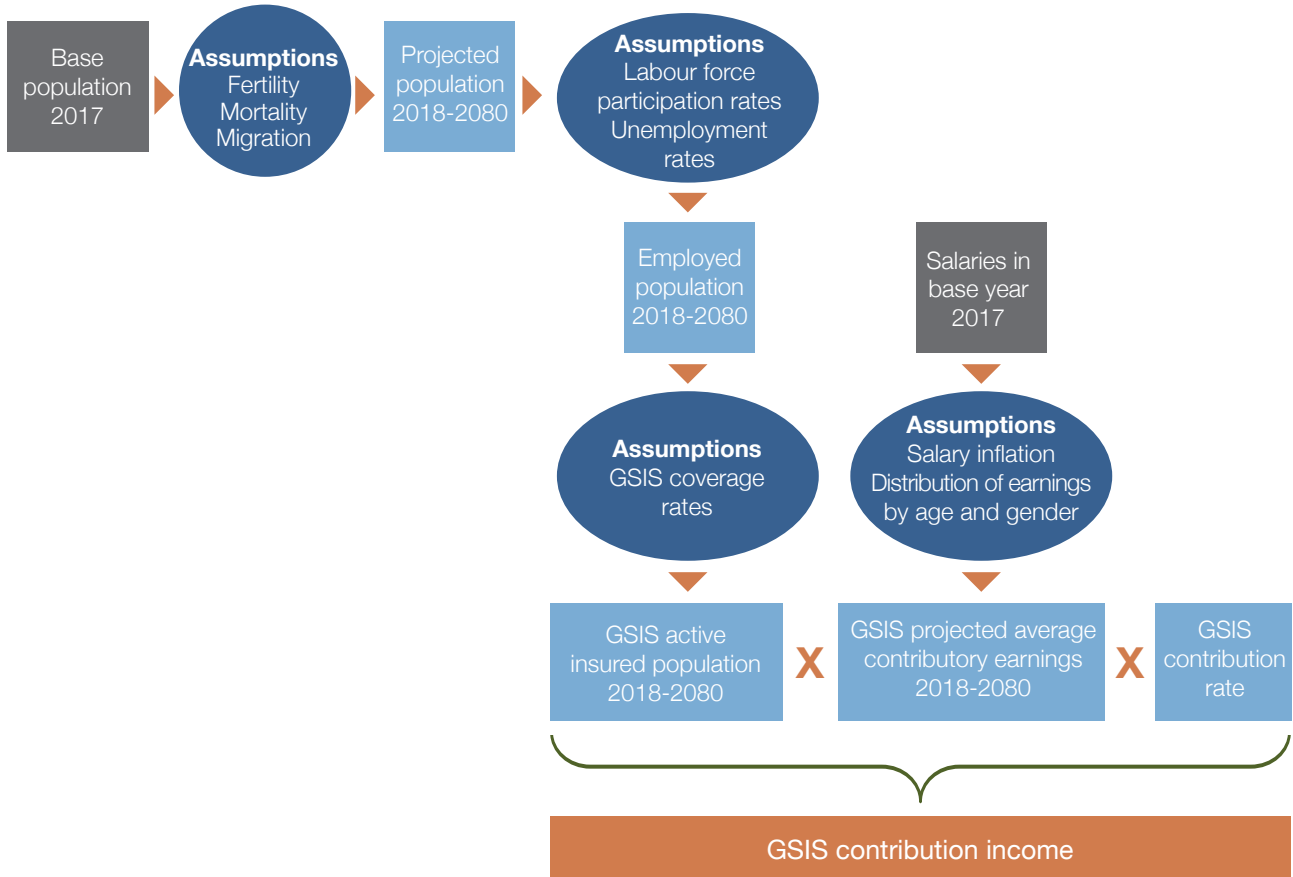 Base
population
2017
Assumptions
Fertility
Mortality
Migration
Projected
population
2018-2080
Assumptions
Labour force
participation rates
Unemployment
rates
Employed
population
2018-2080
Salaries in
base year
2017
Assumptions
GSIS coverage
rates
Assumptions
Salary inflation
Distribution of earnings
by age and gender
GSIS active
insured population
2018-2080
X
GSIS projected average
contributory earnings
2018-2080
X
GSIS
contribution
rate
GSIS contribution income